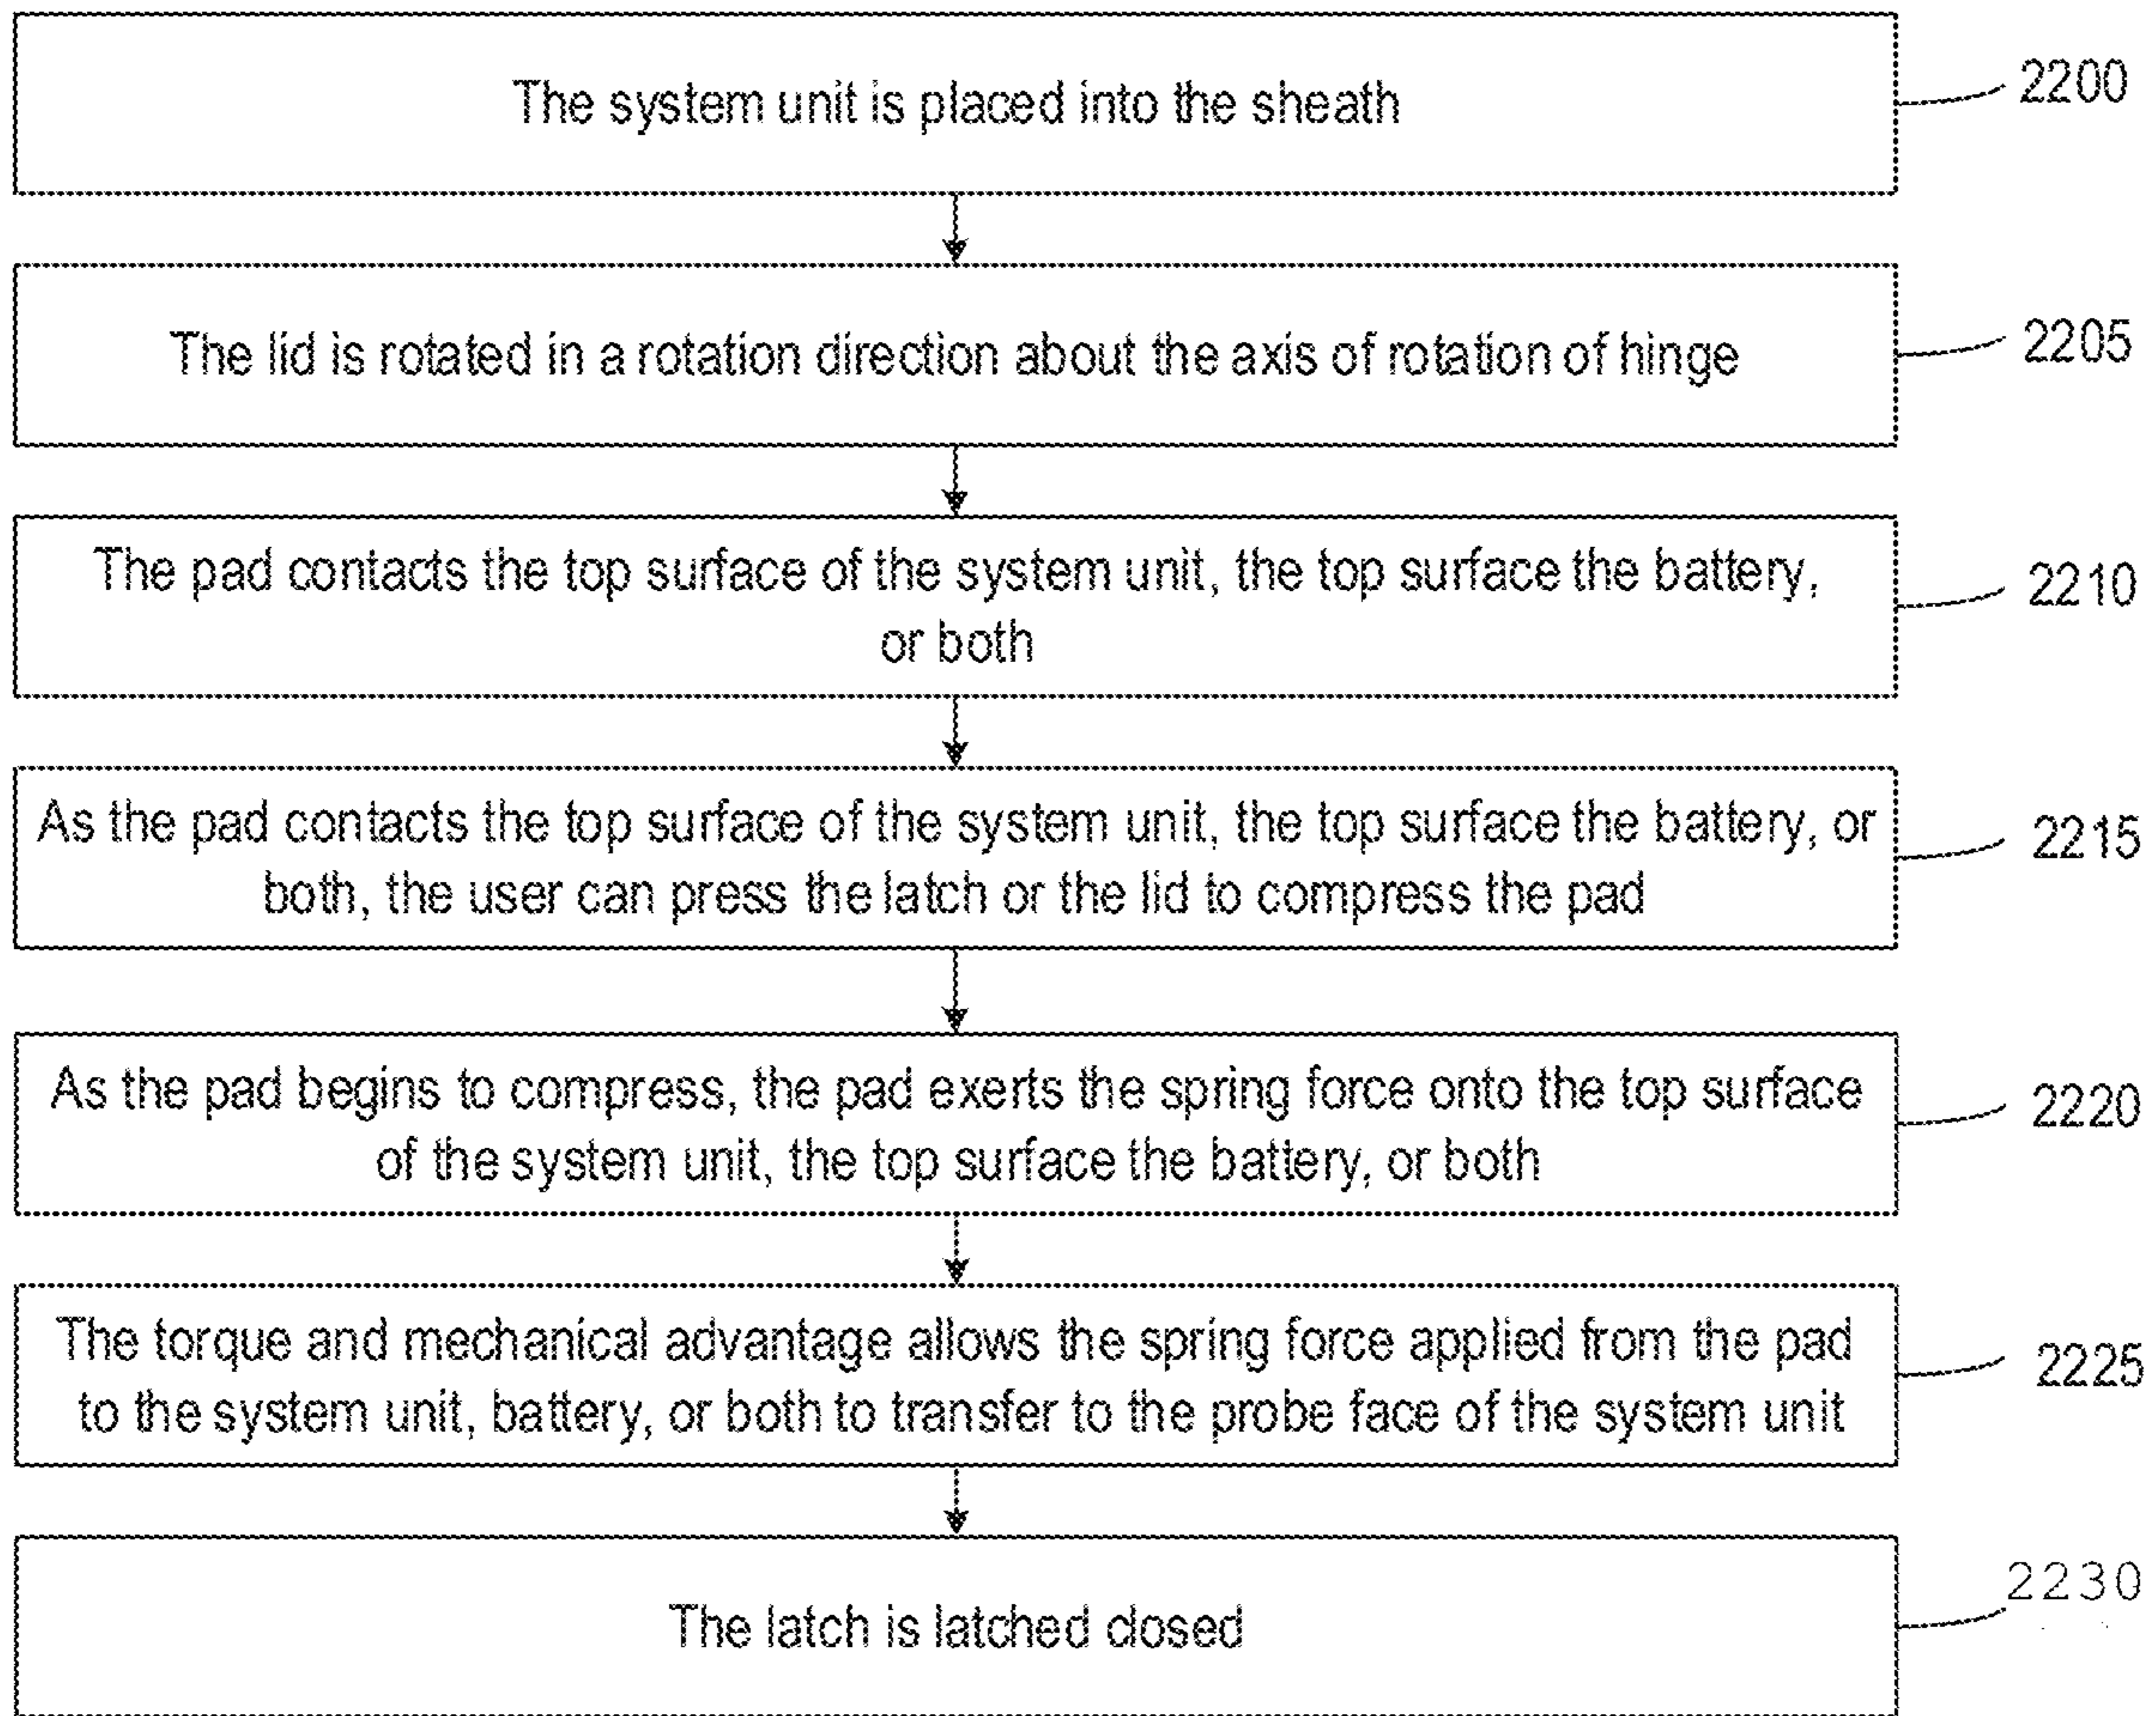 The system unit is placed into the sheath
2200
The lid is rotated in a rotation direction about the axis of rotation of hinge
2205
The pad contacts the top surface of the system unit, the top surface the battery,
or both
2210
As the pad contacts the top surface of the system unit, the top surface the battery, or
both, the user can press the latch or the lid to compress the pad
2215
As the pad begins to compress, the pad exerts the spring force onto the top surface
of the system unit, the top surface the battery, or both
2220
The torque and mechanical advantage allows the spring force applied from the pad
to the system unit, battery, or both to transfer to the probe face of the system unit
2225
The latch is latched closed
2230